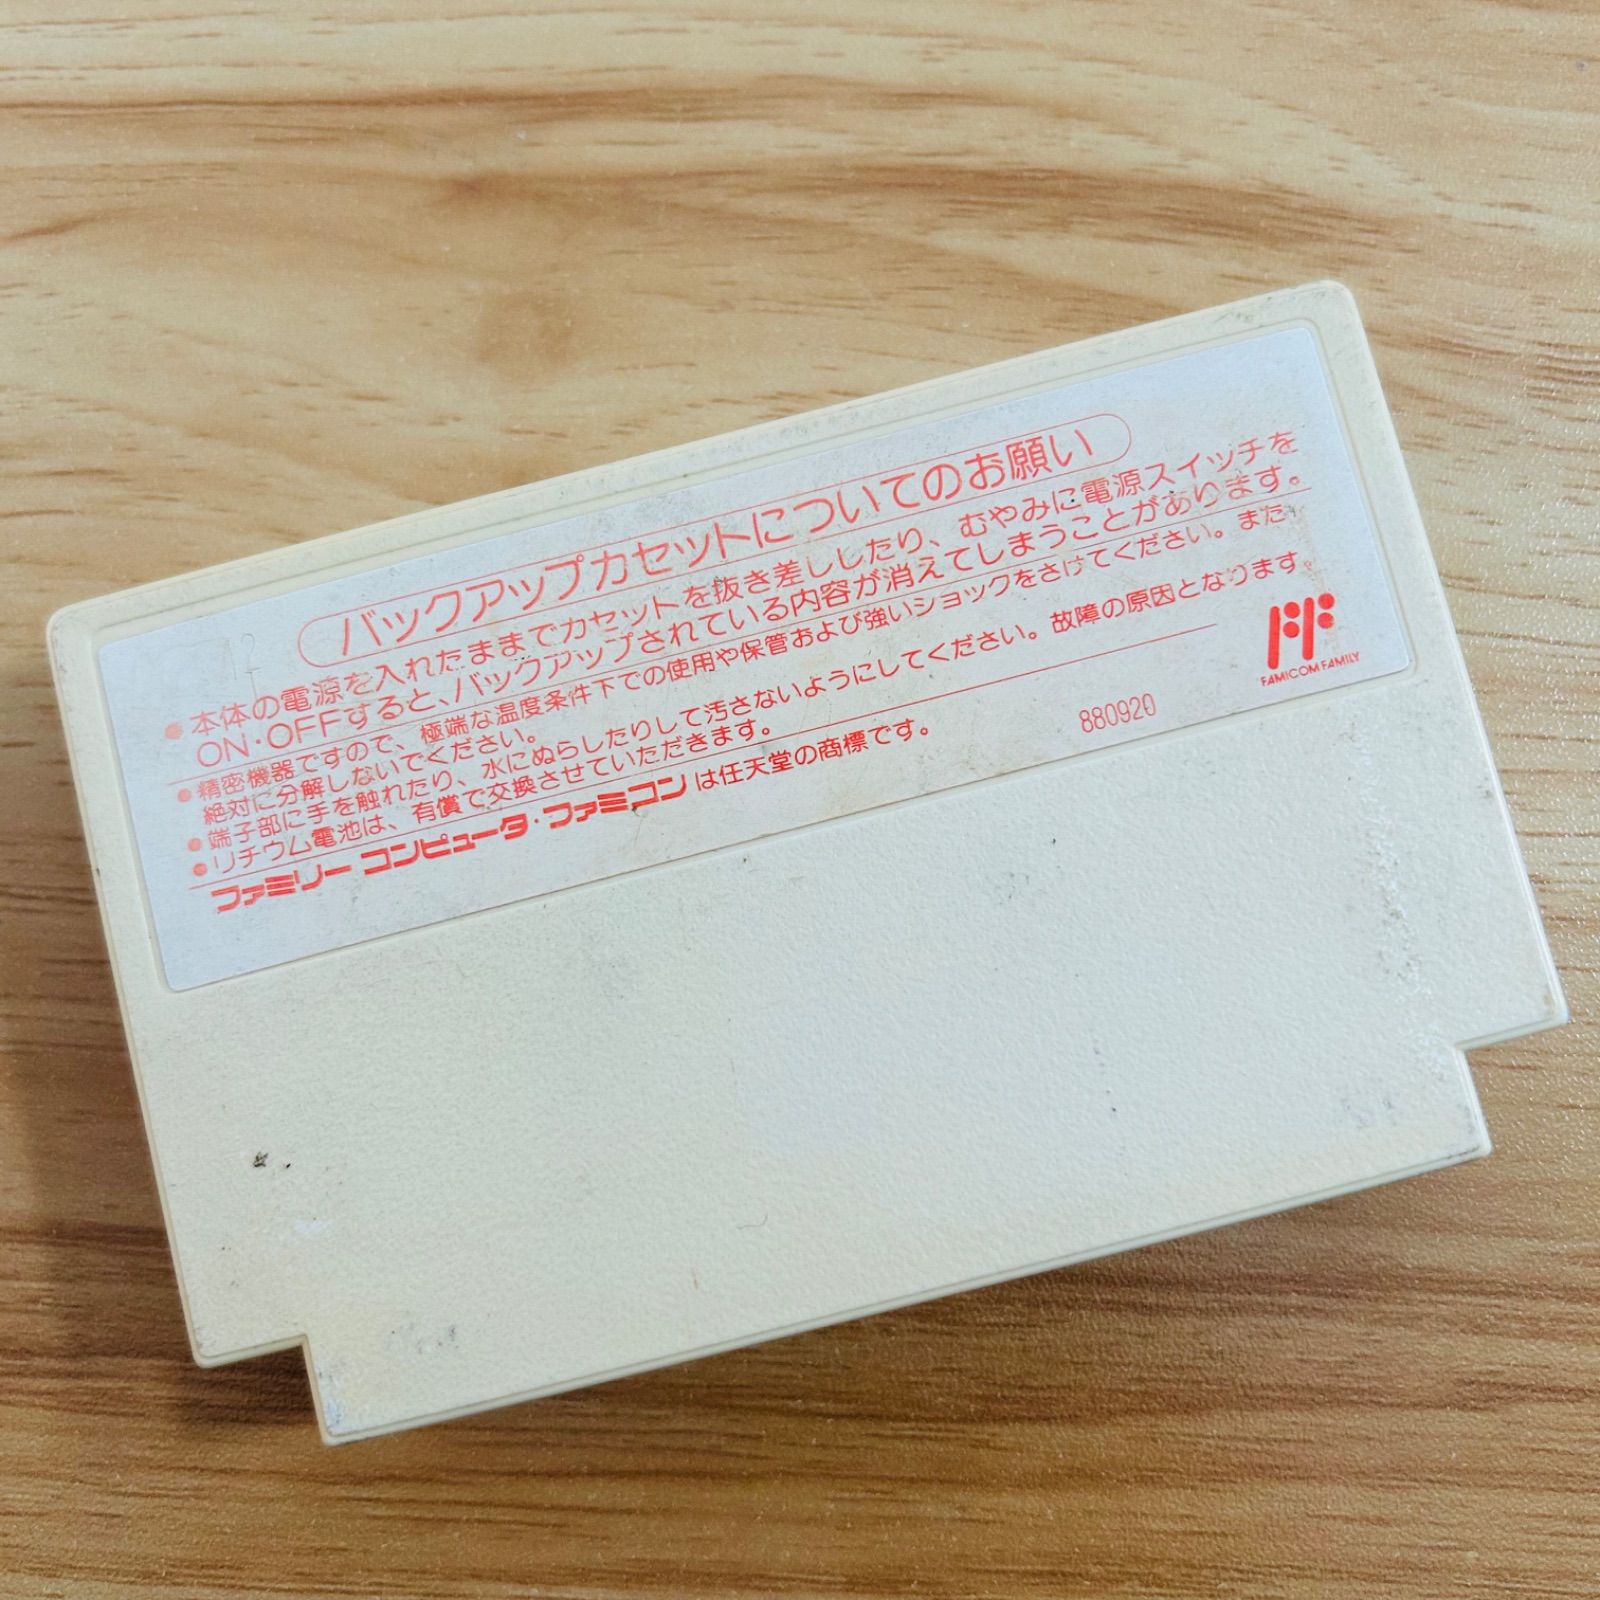 バックアップカセットについてのお願い
●本体の電源を入れたままでカセットを抜き差ししたり、むやみに電源スイッチを
ON・OFFすると、バックアップされている内容が消えてしまうことがあります。
●精密機器ですので、極端な温度条件下での使用や保管および強いショックをさけてください。また、
絶対に分解しないでください。
●端子部に手を触れたり、水にぬらしたりして汚さないようにしてください。故障の原因となります。
●リチウム電池は、有償で交換させていただきます。
ファミリーコンピュータ・ファミコンは任天堂の商標です。
880920
FAMICOM FAMILY